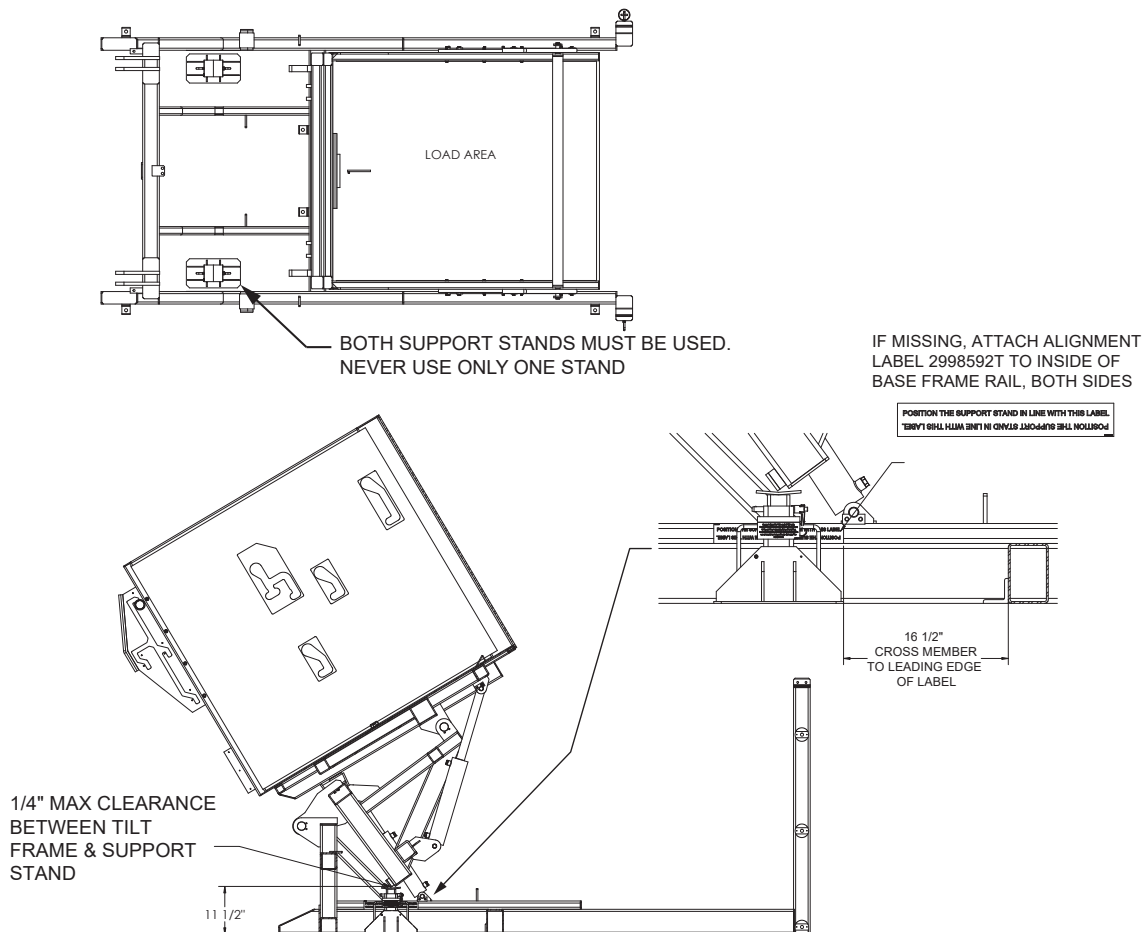 LOAD AREA
BOTH SUPPORT STANDS MUST BE USED.
NEVER USE ONLY ONE STAND
IF MISSING, ATTACH ALIGNMENT
LABEL 2998592T TO INSIDE OF
BASE FRAME RAIL, BOTH SIDES
POSITION THE SUPPORT STAND IN LINE WITH THIS LABEL
POSITION THE SUPPORT STAND IN LINE WITH THIS LABEL.
16 1/2"
CROSS MEMBER
TO LEADING EDGE
OF LABEL
1/4" MAX CLEARANCE
BETWEEN TILT
FRAME & SUPPORT
STAND
11 1/2"